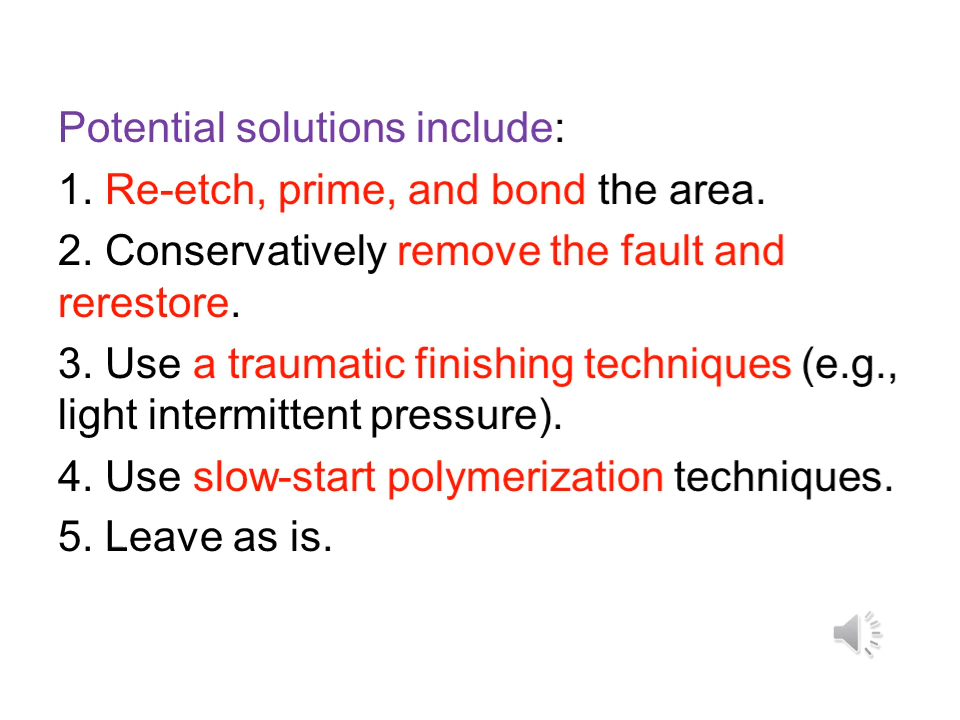 Potential solutions include:
1. Re-etch, prime, and bond the area.
2. Conservatively remove the fault and
rerestore.
3. Use a traumatic finishing techniques (e.g.,
light intermittent pressure).
4. Use slow-start polymerization techniques.
5. Leave as is.